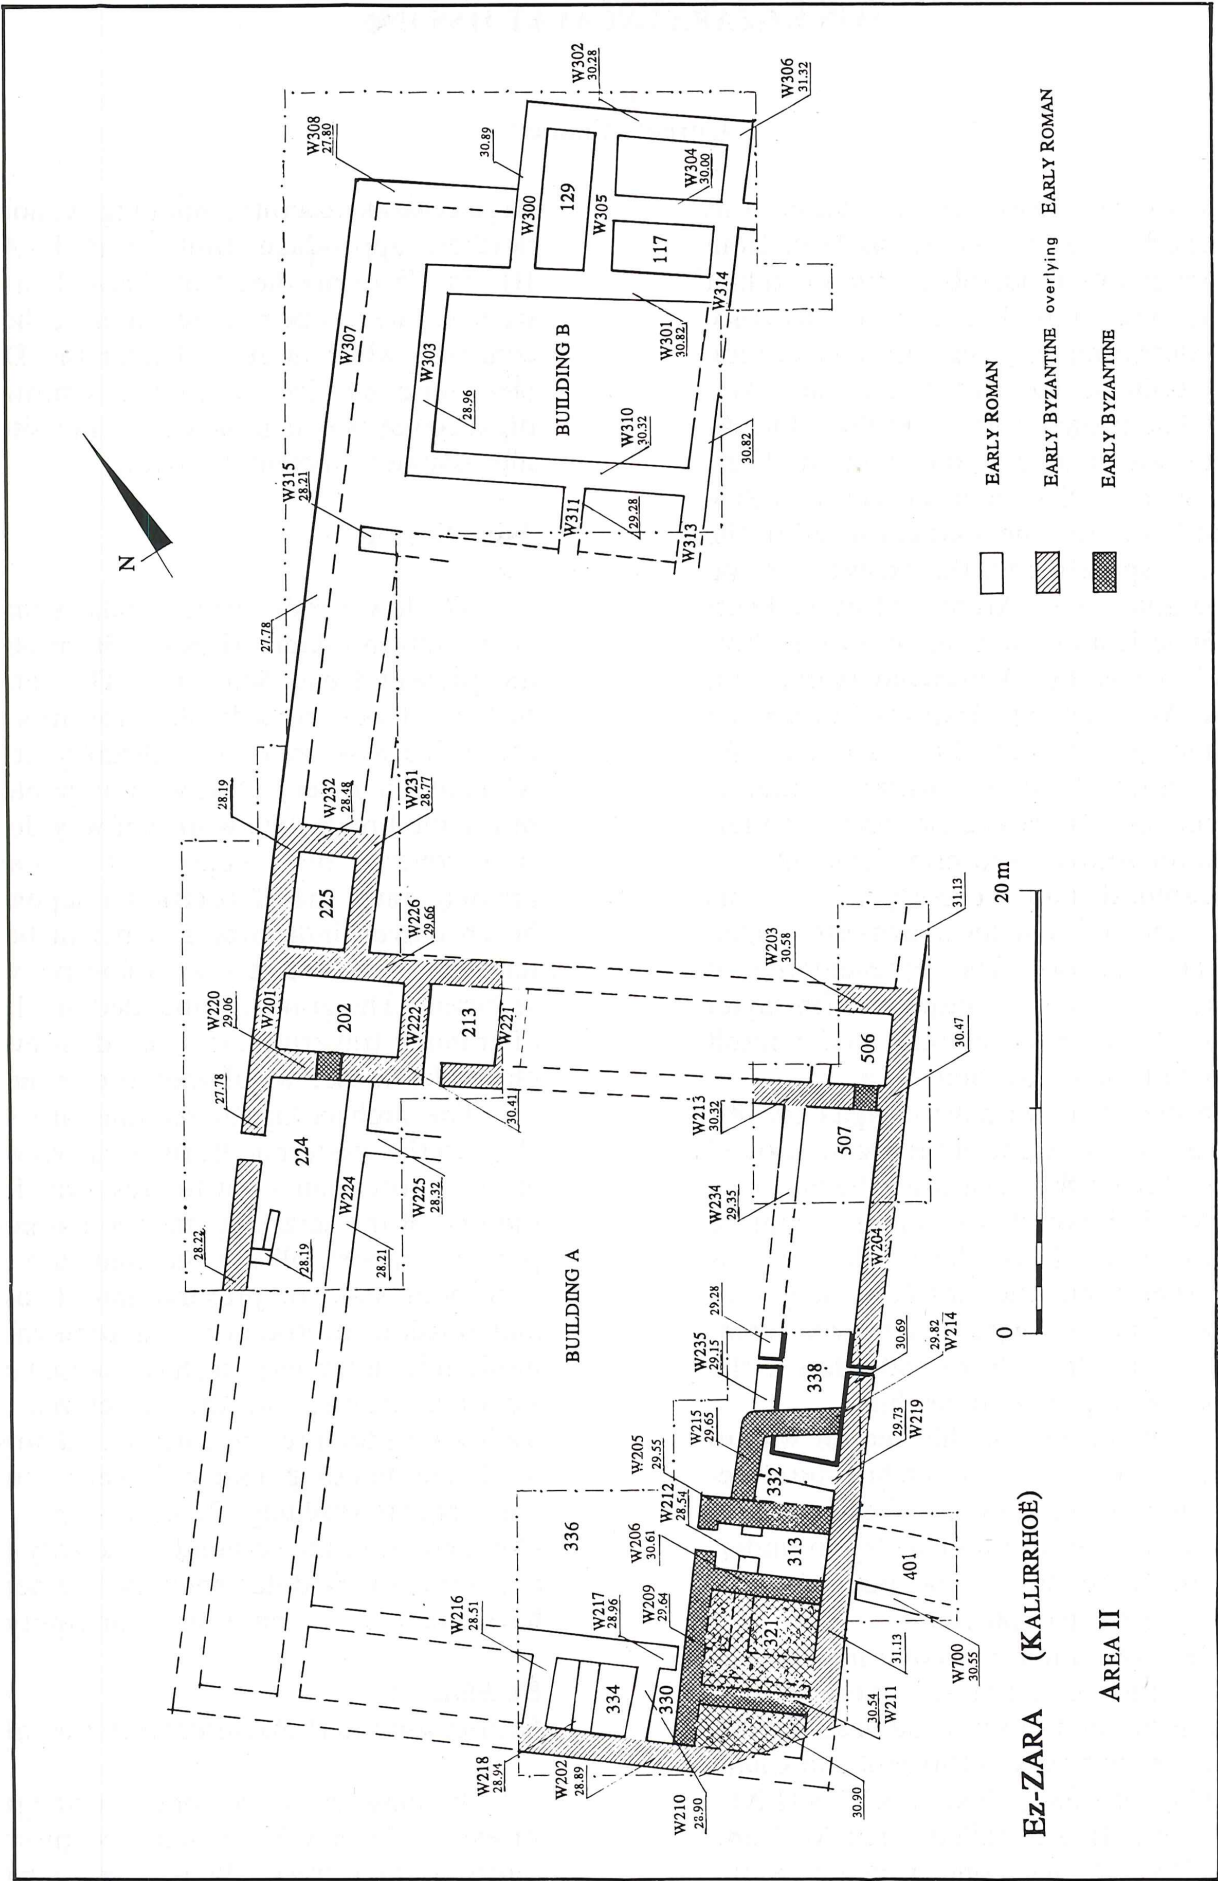 W308
27.80
W302
30.28
W306
31.32
30.89
W300
129
W305
W304
30.00
117
W314
W307
W303
28.96
BUILDING B
W301
30.82
W310
30.32
30.82
W315
28.21
W311
29.28
W313
N
27.78
28.19
W232
28.48
W231
28.77
225
W226
29.66
W220
29.06
W201
202
W222
213
W221
30.41
27.78
224
W224
W225
28.32
28.22
28.19
28.21
BUILDING A
W203
30.58
31.13
506
30.47
W213
30.32
507
W234
29.35
W204
29.28
W235
29.15
338
30.69
29.82
W214
W215
29.65
29.73
W219
W205
29.55
332
W212
28.54
W206
30.61
313
336
401
W216
28.51
W217
28.96
W209
29.64
321
31.13
W700
30.55
334
330
30.54
W211
W218
28.94
W202
28.89
W210
28.90
30.90
EARLY ROMAN
EARLY BYZANTINE overlying EARLY ROMAN
EARLY BYZANTINE
0 20 m
EZ-ZARA (KALLIRRHOË)
AREA II